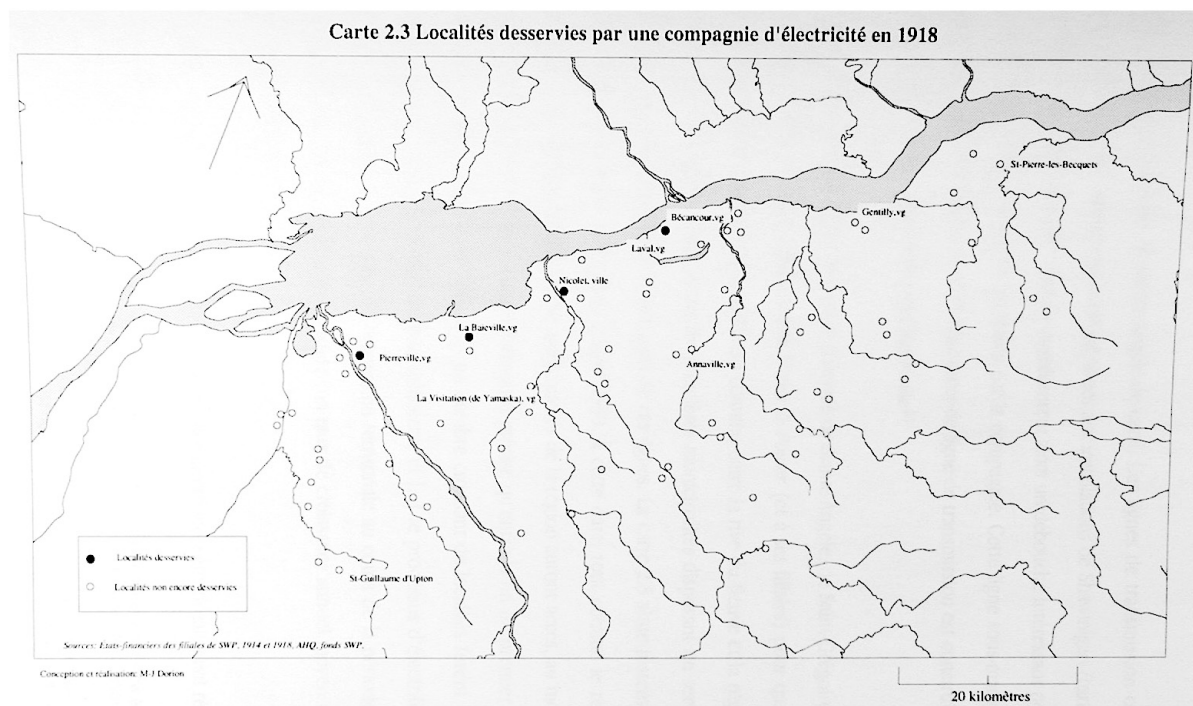 Carte 2.3 Localités desservies par une compagnie d'électricité en 1918
St-Pierre-les-Becquets
Bécancour,vg
Gentilly,vg
Laval,vg
Nicolet, ville
La Baieville,vg
Pierreville,vg
Annaville,vg
La Visitation (de Yamaska), vg
Localités desservies
Localités non encore desservies
St-Guillaume d'Upton
Sources: Etats-financiers des filiales de SWP, 1914 et 1918, AHQ, fonds SWP.
Conception et réalisation: M-J Dorion
20 kilomètres